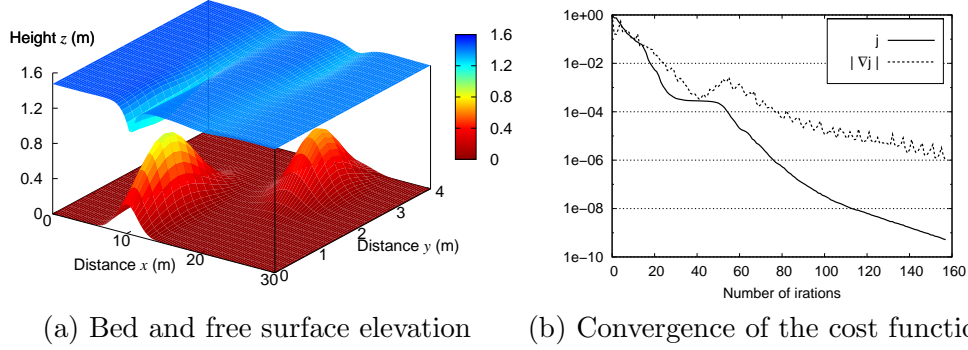 Height z (m)
1.6
1.2
0.8
0.4
0
0
10
20
30
Distance x (m)
0
1
2
3
4
Distance y (m)
1.6
1.2
0.8
0.4
0
(a) Bed and free surface elevation
1e+00
1e−02
1e−04
1e−06
1e−08
1e−10
0 20 40 60 80 100 120 140 160
Number of irations
j
| ∇j |
(b) Convergence of the cost functio